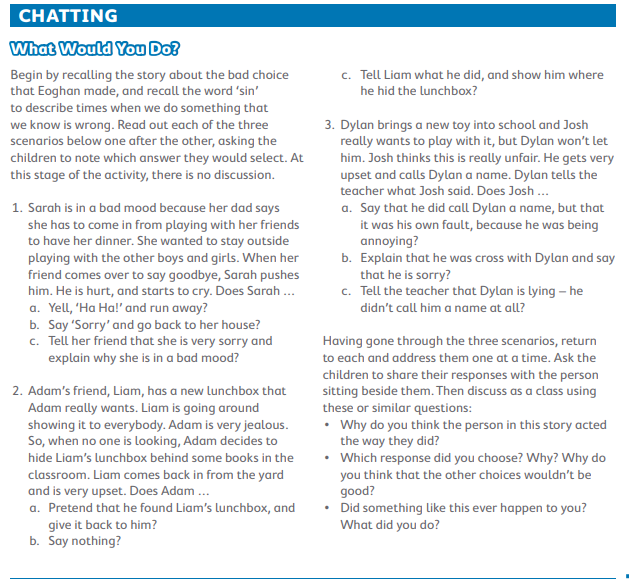 CHATTING
What Would You Do?
Begin by recalling the story about the bad choice
that Eoghan made, and recall the word ‘sin’
to describe times when we do something that
we know is wrong. Read out each of the three
scenarios below one after the other, asking the
children to note which answer they would select. At
this stage of the activity, there is no discussion.
1. Sarah is in a bad mood because her dad says
she has to come in from playing with her friends
to have her dinner. She wanted to stay outside
playing with the other boys and girls. When her
friend comes over to say goodbye, Sarah pushes
him. He is hurt, and starts to cry. Does Sarah ...
a. Yell, ‘Ha Ha!’ and run away?
b. Say ‘Sorry’ and go back to her house?
c. Tell her friend that she is very sorry and
explain why she is in a bad mood?
2. Adam’s friend, Liam, has a new lunchbox that
Adam really wants. Liam is going around
showing it to everybody. Adam is very jealous.
So, when no one is looking, Adam decides to
hide Liam’s lunchbox behind some books in the
classroom. Liam comes back in from the yard
and is very upset. Does Adam ...
a. Pretend that he found Liam’s lunchbox, and
give it back to him?
b. Say nothing?
c. Tell Liam what he did, and show him where
he hid the lunchbox?
3. Dylan brings a new toy into school and Josh
really wants to play with it, but Dylan won’t let
him. Josh thinks this is really unfair. He gets very
upset and calls Dylan a name. Dylan tells the
teacher what Josh said. Does Josh ...
a. Say that he did call Dylan a name, but that
it was his own fault, because he was being
annoying?
b. Explain that he was cross with Dylan and say
that he is sorry?
c. Tell the teacher that Dylan is lying – he
didn’t call him a name at all?
Having gone through the three scenarios, return
to each and address them one at a time. Ask the
children to share their responses with the person
sitting beside them. Then discuss as a class using
these or similar questions:
• Why do you think the person in this story acted
the way they did?
• Which response did you choose? Why? Why do
you think that the other choices wouldn’t be
good?
• Did something like this ever happen to you?
What did you do?